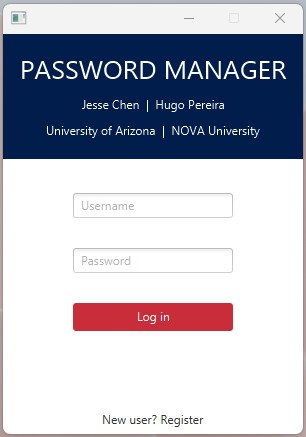 PASSWORD MANAGER
Jesse Chen | Hugo Pereira
University of Arizona | NOVA University
Username
Password
Log in
New user? Register